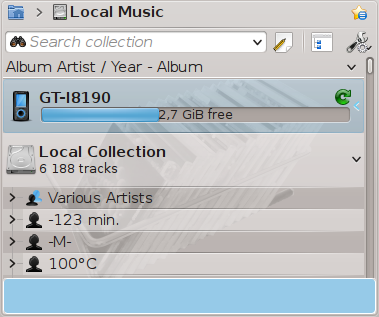 Local Music
Search collection
Album Artist / Year - Album
GT-I8190
2,7 GiB free
Local Collection
6 188 tracks
Various Artists
-123 min.
-M-
100°C